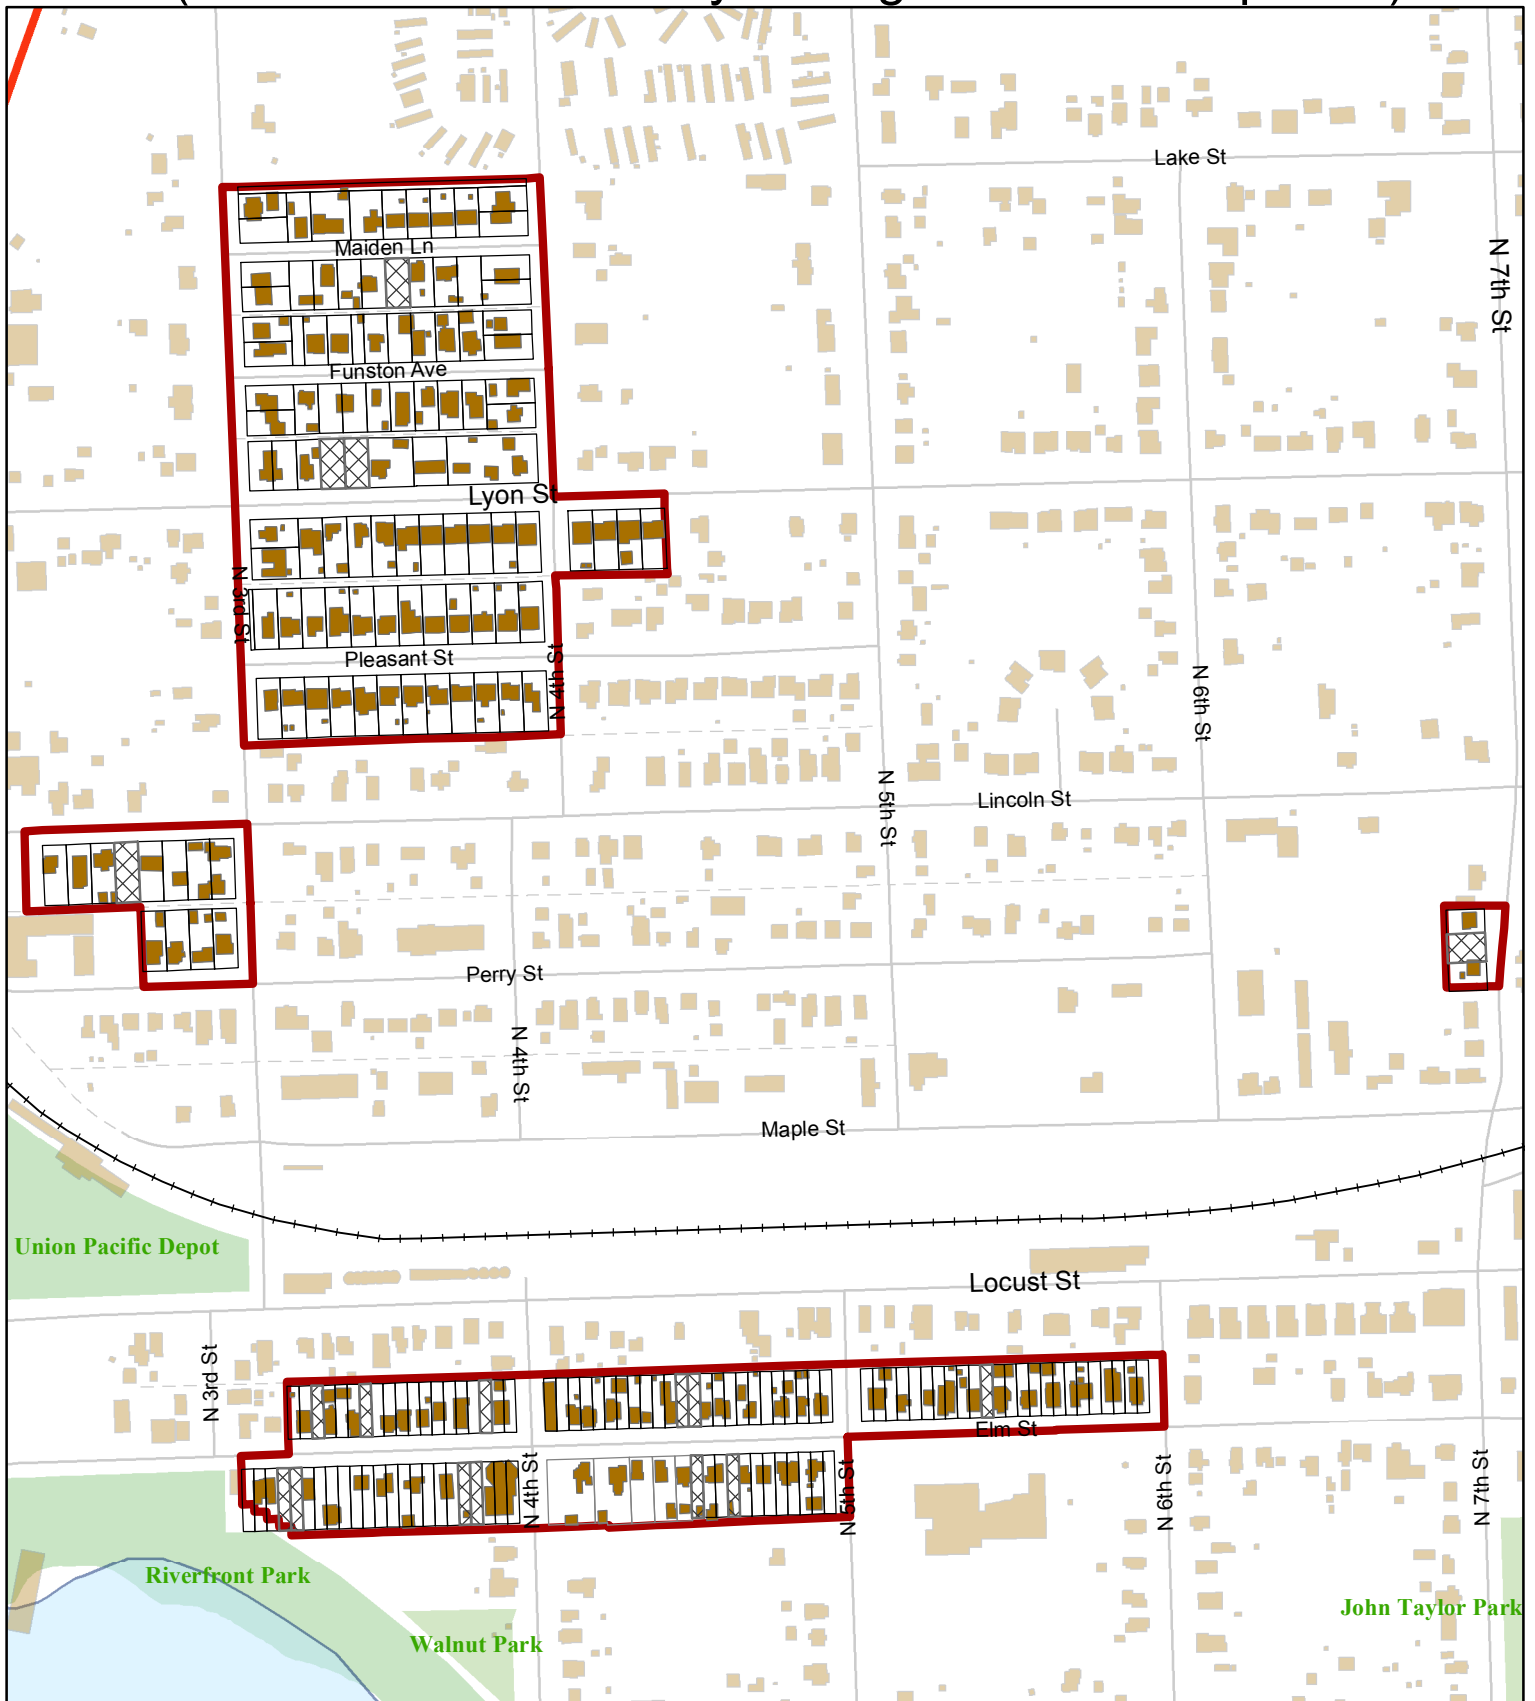 Lake St
N 7th St
Maiden Ln
Funston Ave
Lyon St
N 3rd St
Pleasant St
N 4th St
N 6th St
N 5th St
Lincoln St
Perry St
N 4th St
Maple St
Union Pacific Depot
Locust St
N 3rd St
Elm St
N 4th St
N 5th St
N 6th St
N 7th St
Riverfront Park
John Taylor Park
Walnut Park